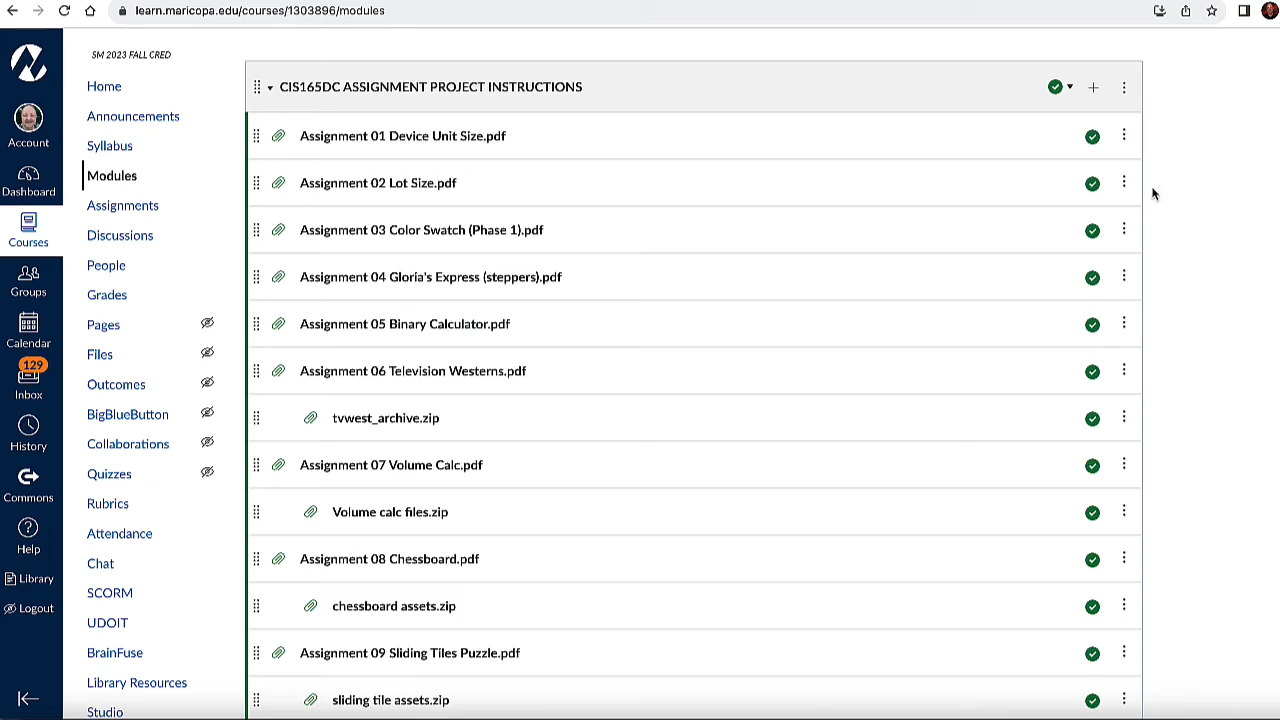 learn.maricopa.edu/courses/1303896/modules
Account
Dashboard
Courses
Groups
Calendar
129
Inbox
History
Commons
Help
Library
Logout
SM 2023 FALL CRED
Home
Announcements
Syllabus
Modules
Assignments
Discussions
People
Grades
Pages
Files
Outcomes
BigBlueButton
Collaborations
Quizzes
Rubrics
Attendance
Chat
SCORM
UDOIT
BrainFuse
Library Resources
Studio
CIS165DC ASSIGNMENT PROJECT INSTRUCTIONS
Assignment 01 Device Unit Size.pdf
Assignment 02 Lot Size.pdf
Assignment 03 Color Swatch (Phase 1).pdf
Assignment 04 Gloria's Express (steppers).pdf
Assignment 05 Binary Calculator.pdf
Assignment 06 Television Westerns.pdf
tvwest_archive.zip
Assignment 07 Volume Calc.pdf
Volume calc files.zip
Assignment 08 Chessboard.pdf
chessboard assets.zip
Assignment 09 Sliding Tiles Puzzle.pdf
sliding tile assets.zip